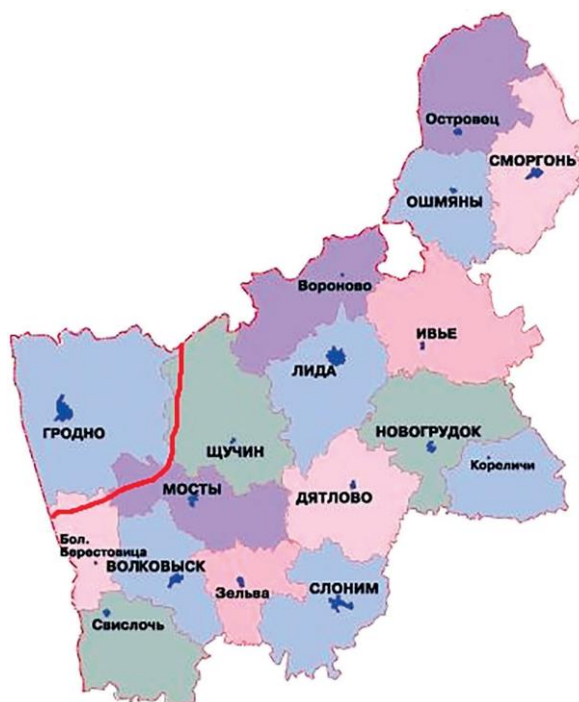 Островец
СМОРГОНЬ
ОШМЯНЫ
Вороново
ИВЬЕ
ЛИДА
ГРОДНО
ЩУЧИН
НОВОГРУДОК
Кореличи
МОСТЫ
ДЯТЛОВО
Бол.
Берестовица
ВОЛКОВЫСК
Зельва
СЛОНИМ
Свислочь